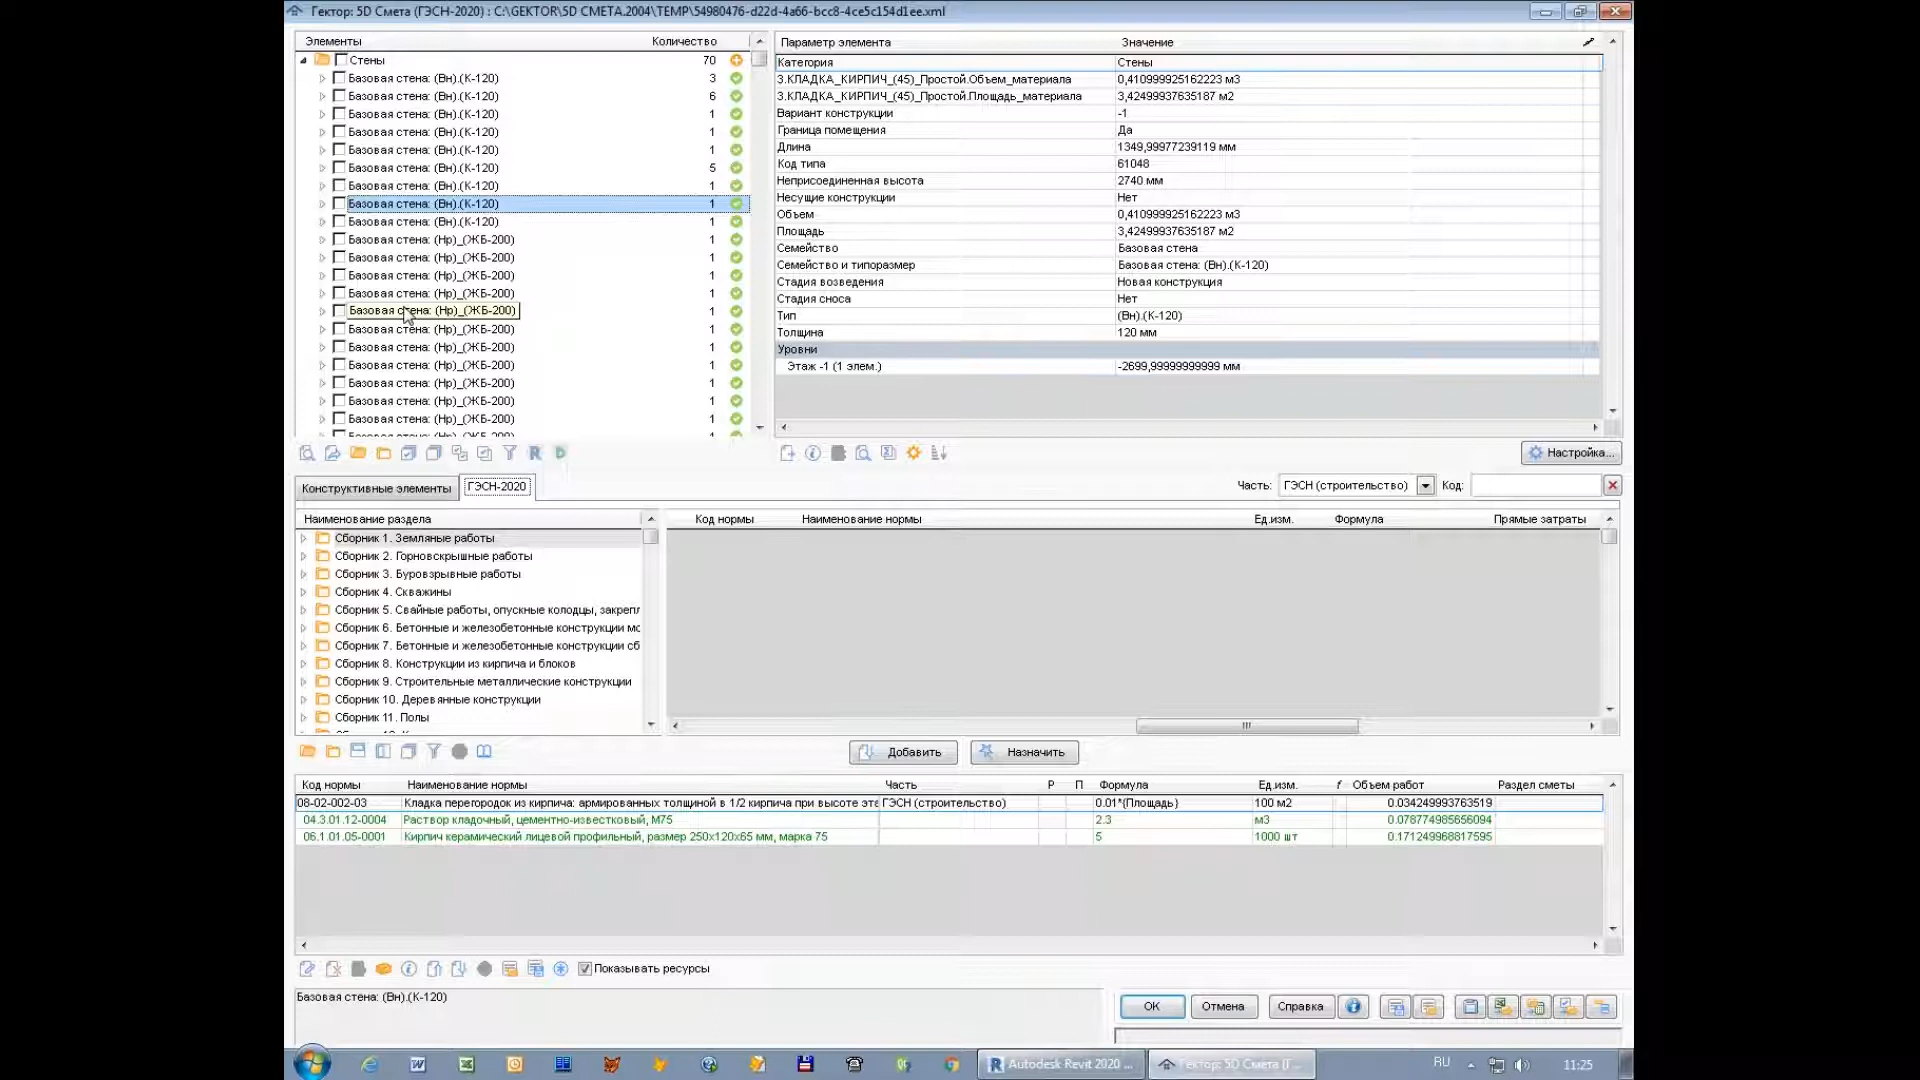 Гектор: 5D Смета (ГЭСН-2020) : C:\GEKTOR\5D СМЕТА.2004\TEMP\54980476-d22d-4a66-bcc8-4ce5c154d1ee.xml
Элементы Количество
Стены 70
Базовая стена: (Вн).(К-120) 3
Базовая стена: (Вн).(К-120) 6
Базовая стена: (Вн).(К-120) 1
Базовая стена: (Вн).(К-120) 1
Базовая стена: (Вн).(К-120) 1
Базовая стена: (Вн).(К-120) 5
Базовая стена: (Вн).(К-120) 1
Базовая стена: (Вн).(К-120) 1
Базовая стена: (Вн).(К-120) 1
Базовая стена: (Нр)_(ЖБ-200) 1
Базовая стена: (Нр)_(ЖБ-200) 1
Базовая стена: (Нр)_(ЖБ-200) 1
Базовая стена: (Нр)_(ЖБ-200) 1
Базовая стена: (Нр)_(ЖБ-200) 1
Базовая стена: (Нр)_(ЖБ-200) 1
Базовая стена: (Нр)_(ЖБ-200) 1
Базовая стена: (Нр)_(ЖБ-200) 1
Базовая стена: (Нр)_(ЖБ-200) 1
Базовая стена: (Нр)_(ЖБ-200) 1
Базовая стена: (Нр)_(ЖБ-200) 1
Параметр элемента Значение
Категория Стены
3.КЛАДКА_КИРПИЧ_(45)_Простой.Объем_материала 0,410999925162223 м3
3.КЛАДКА_КИРПИЧ_(45)_Простой.Площадь_материала 3,42499937635187 м2
Вариант конструкции -1
Граница помещения Да
Длина 1349,99977239119 мм
Код типа 61048
Неприсоединенная высота 2740 мм
Несущие конструкции Нет
Объем 0,410999925162223 м3
Площадь 3,42499937635187 м2
Семейство Базовая стена
Семейство и типоразмер Базовая стена: (Вн).(К-120)
Стадия возведения Новая конструкция
Стадия сноса Нет
Тип (Вн).(К-120)
Толщина 120 мм
Уровни
Этаж -1 (1 элем.) -2699,99999999999 мм
Настройка...
Конструктивные элементы ГЭСН-2020 Часть: ГЭСН (строительство) Код:
Наименование раздела
Сборник 1. Земляные работы
Сборник 2. Горновскрышные работы
Сборник 3. Буровзрывные работы
Сборник 4. Скважины
Сборник 5. Свайные работы, опускные колодцы, закрепл
Сборник 6. Бетонные и железобетонные конструкции мо
Сборник 7. Бетонные и железобетонные конструкции сб
Сборник 8. Конструкции из кирпича и блоков
Сборник 9. Строительные металлические конструкции
Сборник 10. Деревянные конструкции
Сборник 11. Полы
Код нормы Наименование нормы Ед.изм. Формула Прямые затраты
Добавить Назначить
Код нормы Наименование нормы Часть Р П Формула Ед.изм. f Объем работ Раздел сметы
08-02-002-03 Кладка перегородок из кирпича: армированных толщиной в 1/2 кирпича при высоте эта ГЭСН (строительство) 0.01*(Площадь) 100 м2 0.034249993763519
04.3.01.12-0004 Раствор кладочный, цементно-известковый, М75 2.3 м3 0.078774985656094
06.1.01.05-0001 Кирпич керамический лицевой профильный, размер 250x120x65 мм, марка 75 5 1000 шт 0.171249968817595
Показывать ресурсы
Базовая стена: (Вн).(К-120)
ОК Отмена Справка
Autodesk Revit 2020 ... Гектор: 5D Смета (Г... RU 11:25